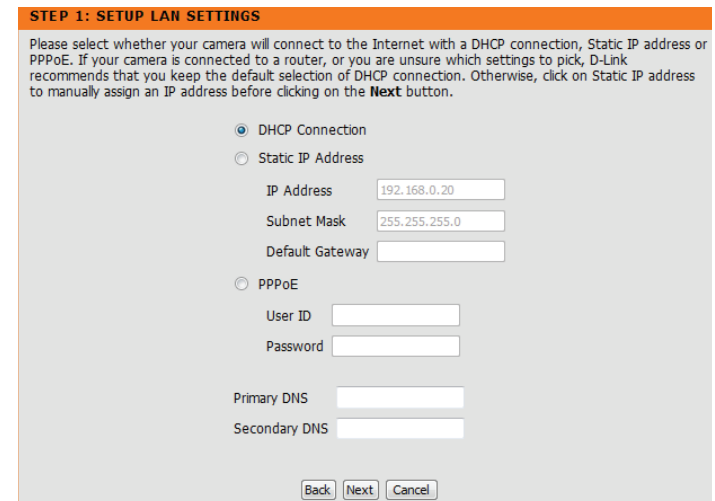 STEP 1: SETUP LAN SETTINGS
Please select whether your camera will connect to the Internet with a DHCP connection, Static IP address or
PPPoE. If your camera is connected to a router, or you are unsure which settings to pick, D-Link
recommends that you keep the default selection of DHCP connection. Otherwise, click on Static IP address
to manually assign an IP address before clicking on the Next button.
DHCP Connection
Static IP Address
IP Address 192.168.0.20
Subnet Mask 255.255.255.0
Default Gateway
PPPoE
User ID
Password
Primary DNS
Secondary DNS
Back Next Cancel